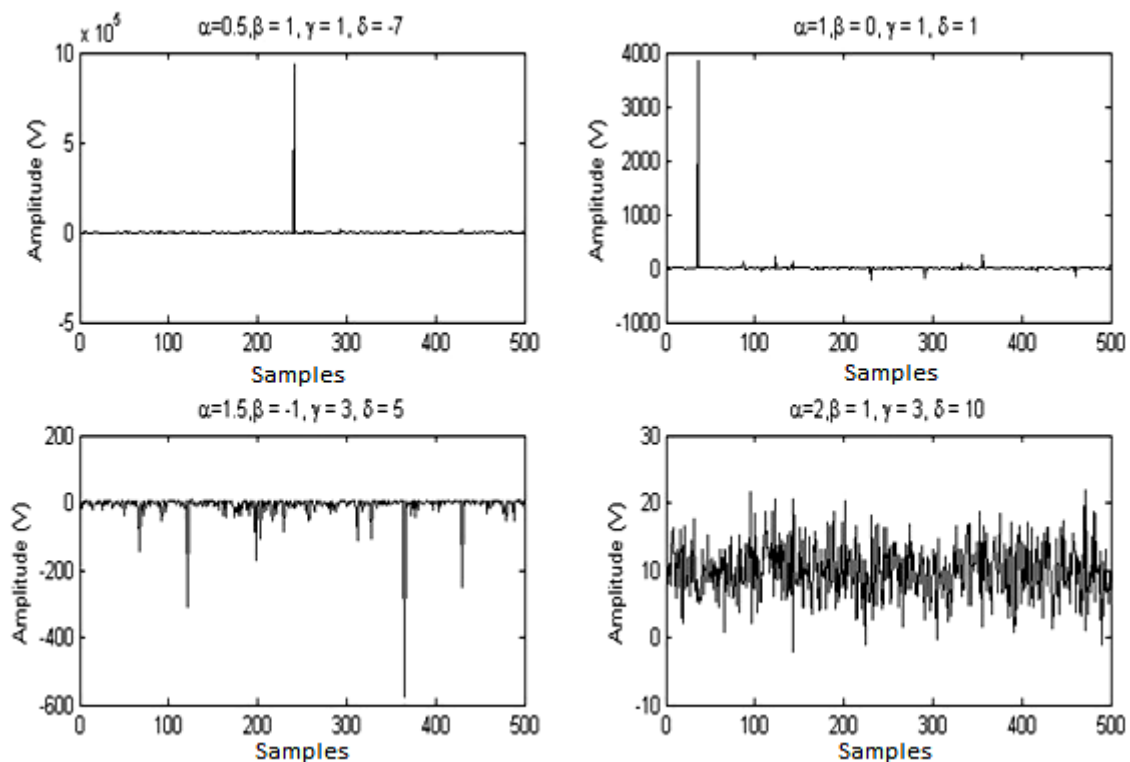 α=0.5,β = 1, γ = 1, δ = -7
x 10⁵
10
5
0
-5
Amplitude (V)
0 100 200 300 400 500
Samples
α=1,β = 0, γ = 1, δ = 1
4000
3000
2000
1000
0
-1000
Amplitude (V)
0 100 200 300 400 500
Samples
α=1.5,β = -1, γ = 3, δ = 5
200
0
-200
-400
-600
Amplitude (V)
0 100 200 300 400 500
Samples
α=2,β = 1, γ = 3, δ = 10
30
20
10
0
-10
Amplitude (V)
0 100 200 300 400 500
Samples